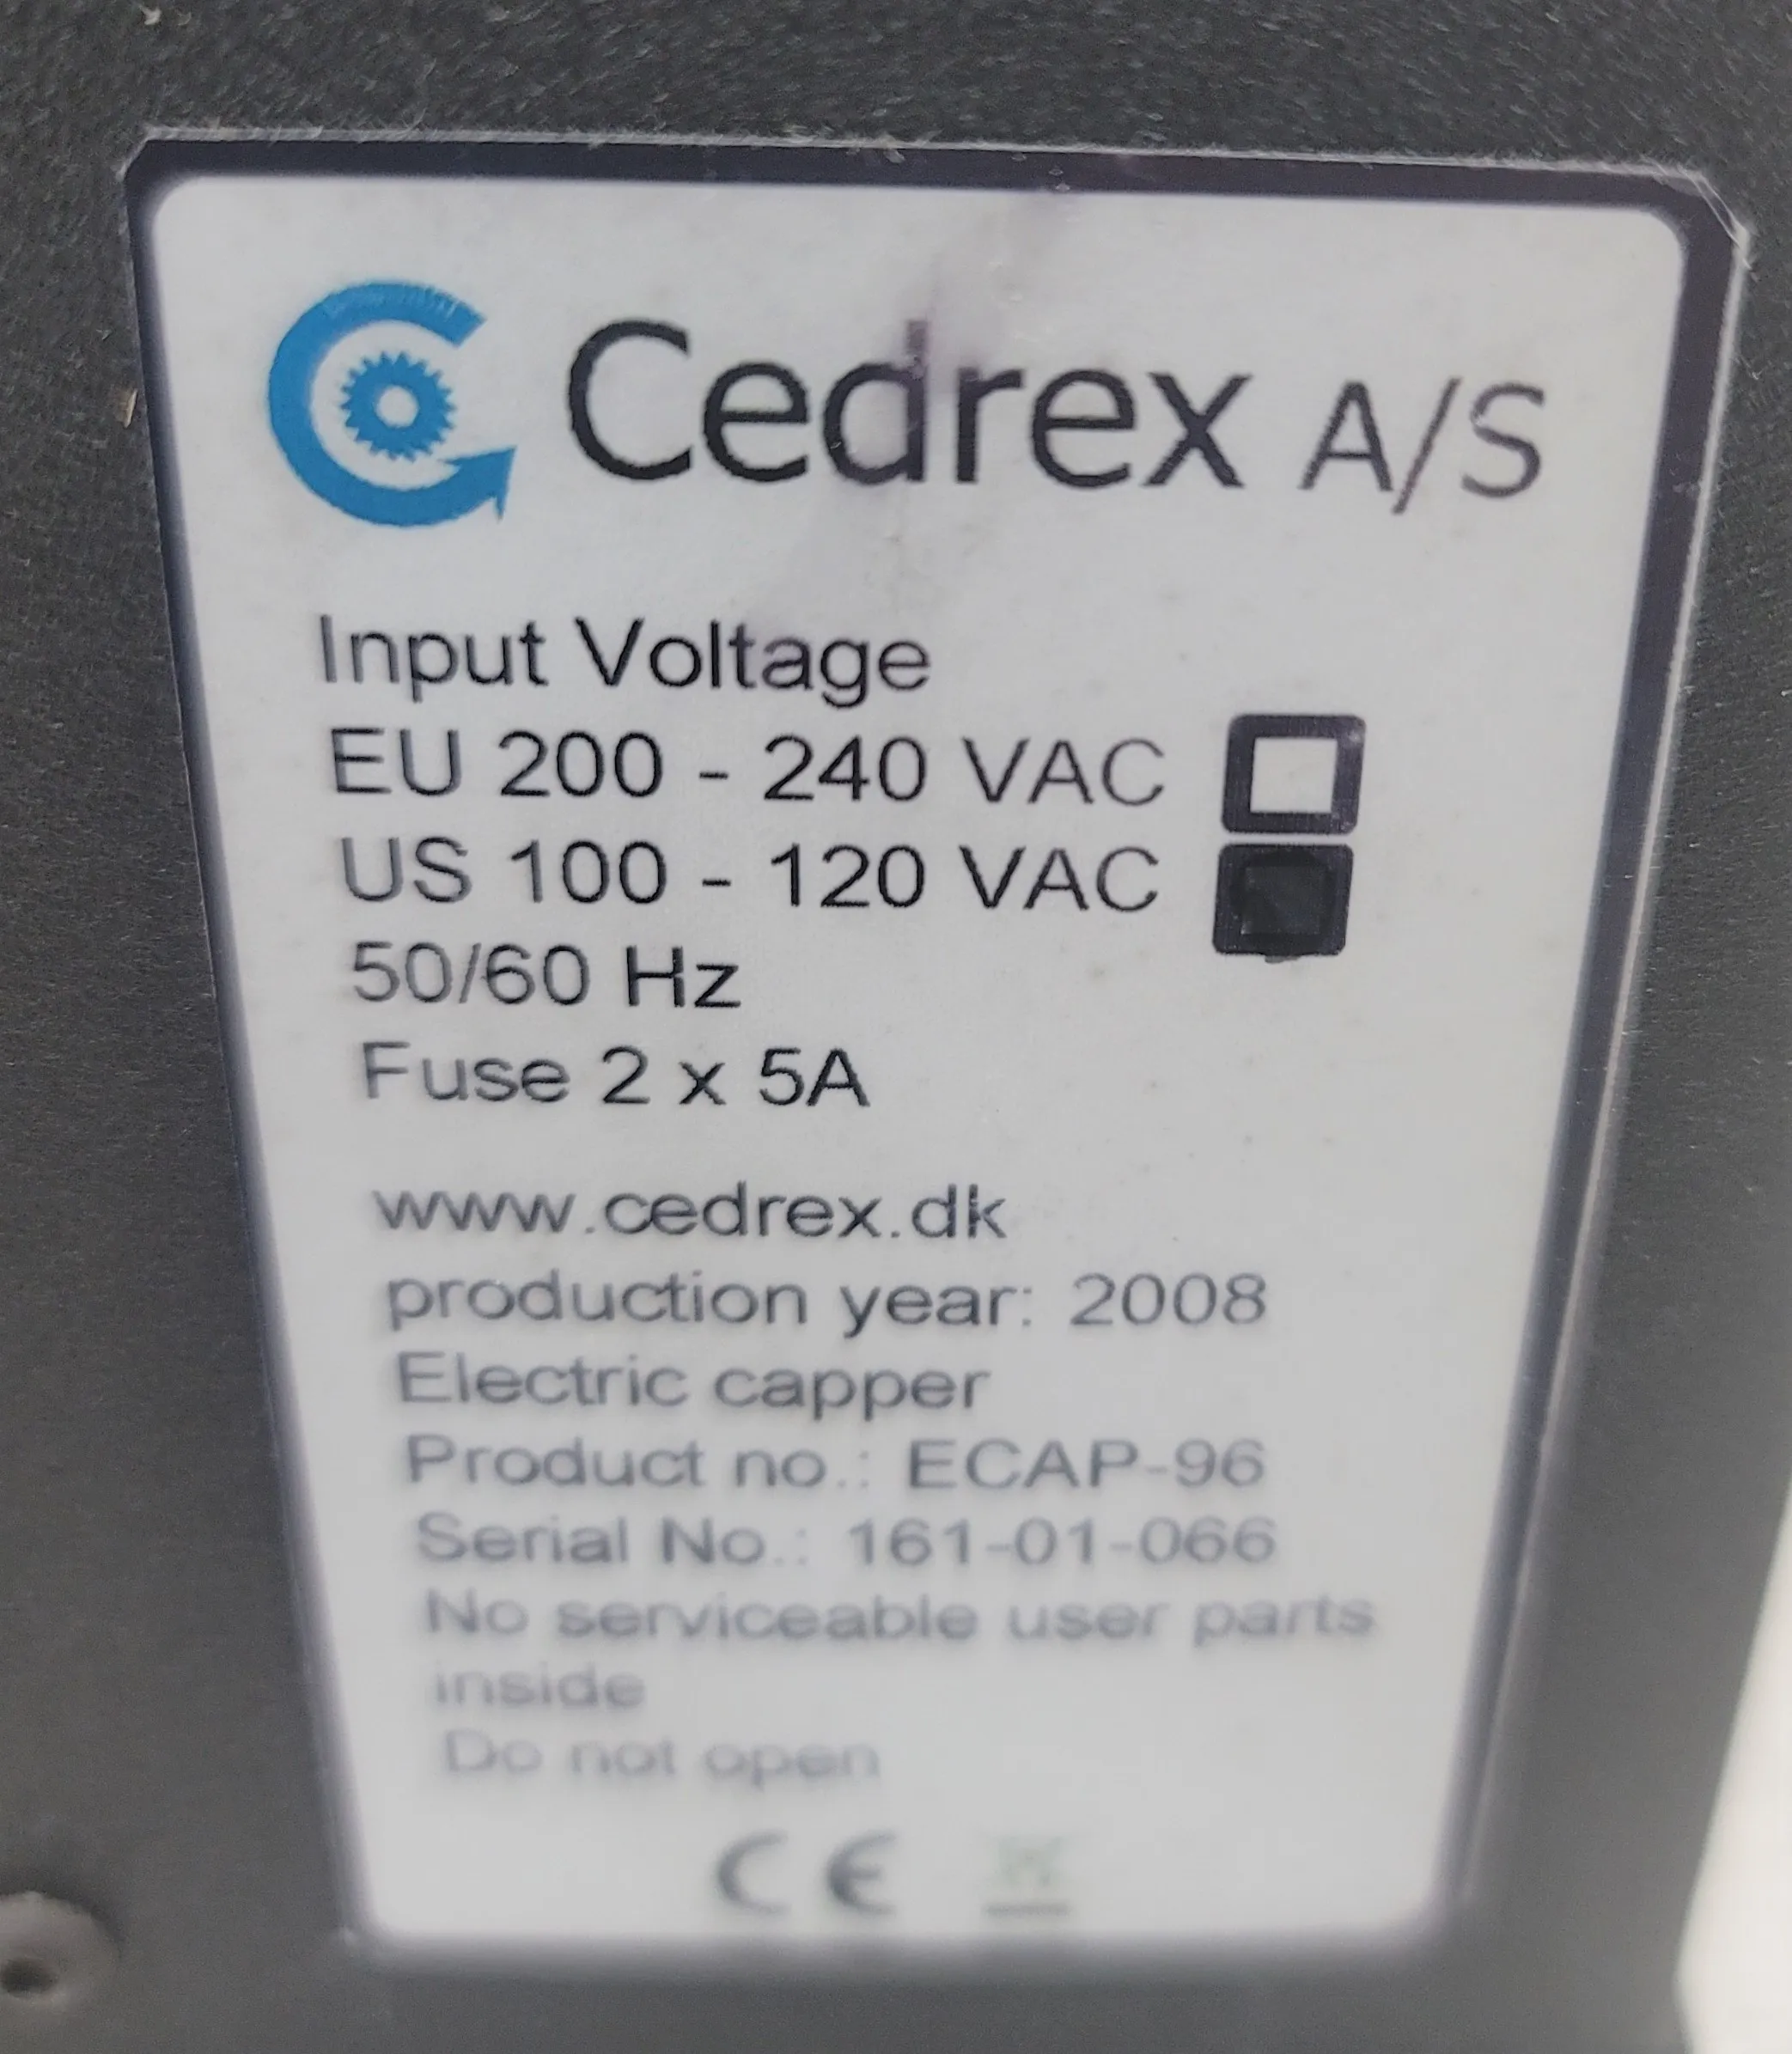 Cedrex A/S
Input Voltage
EU 200 - 240 VAC
US 100 - 120 VAC
50/60 Hz
Fuse 2 x 5A
www.cedrex.dk
production year: 2008
Electric capper
Product no.: ECAP-96
Serial No.: 161-01-066
No serviceable user parts
inside
Do not open
CE